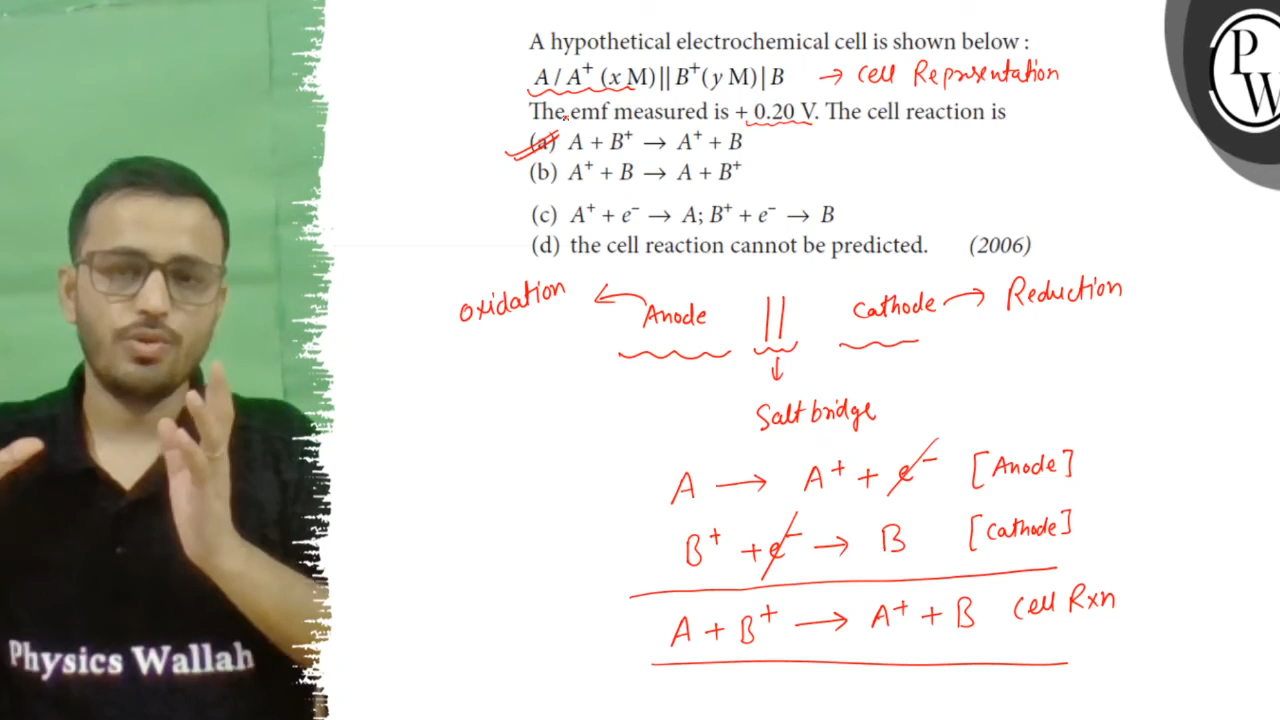 A hypothetical electrochemical cell is shown below :
A / A⁺ (x M) || B⁺(y M) | B → Cell Representation
The emf measured is + 0.20 V. The cell reaction is
(a) A + B⁺ → A⁺ + B
(b) A⁺ + B → A + B⁺
(c) A⁺ + e⁻ → A; B⁺ + e⁻ → B
(d) the cell reaction cannot be predicted. (2006)
Oxidation ← Anode || Cathode → Reduction
↓
Salt bridge
A → A⁺ + e⁻ [Anode]
B⁺ + e⁻ → B [Cathode]
A + B⁺ → A⁺ + B Cell Rxn
P
W
Physics Wallah